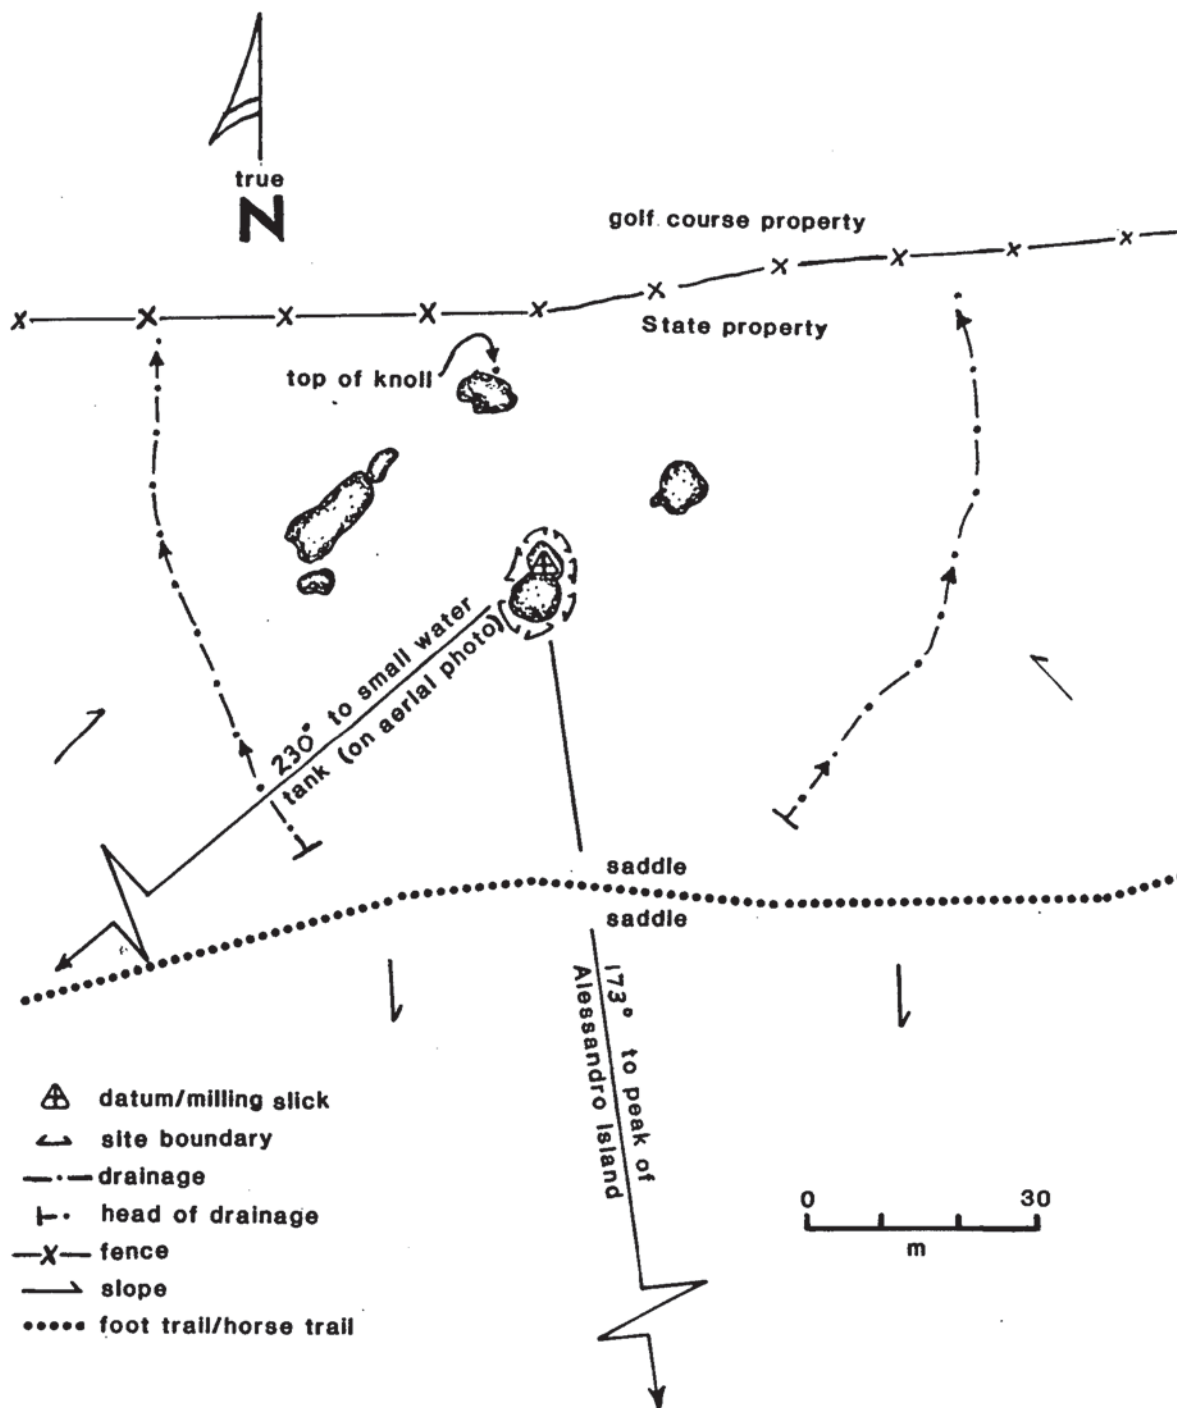 true
N
golf course property
State property
top of knoll
230° to small water
tank (on aerial photo)
saddle
saddle
173° to peak of
Alessandro Island
datum/milling slick
site boundary
drainage
head of drainage
fence
slope
foot trail/horse trail
0 30
m